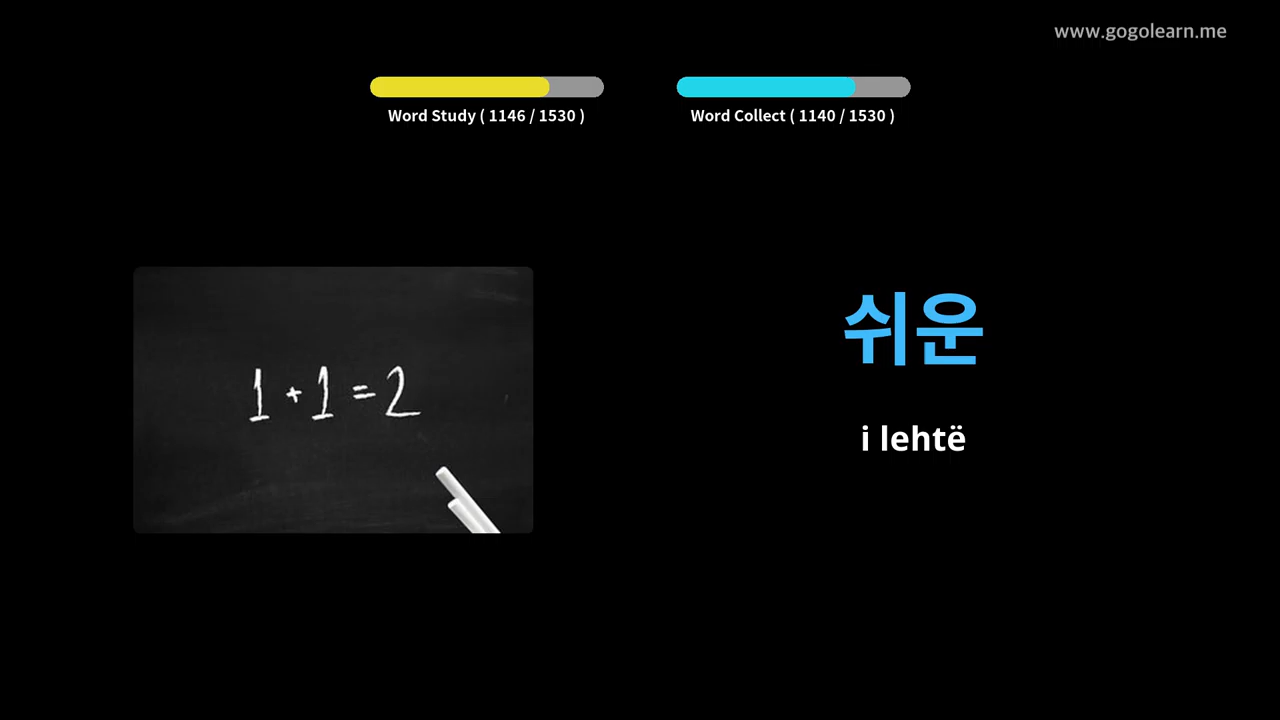 www.gogolearn.me
Word Study ( 1146 / 1530 )
Word Collect ( 1140 / 1530 )
1 + 1 = 2
쉬운
i lehtë